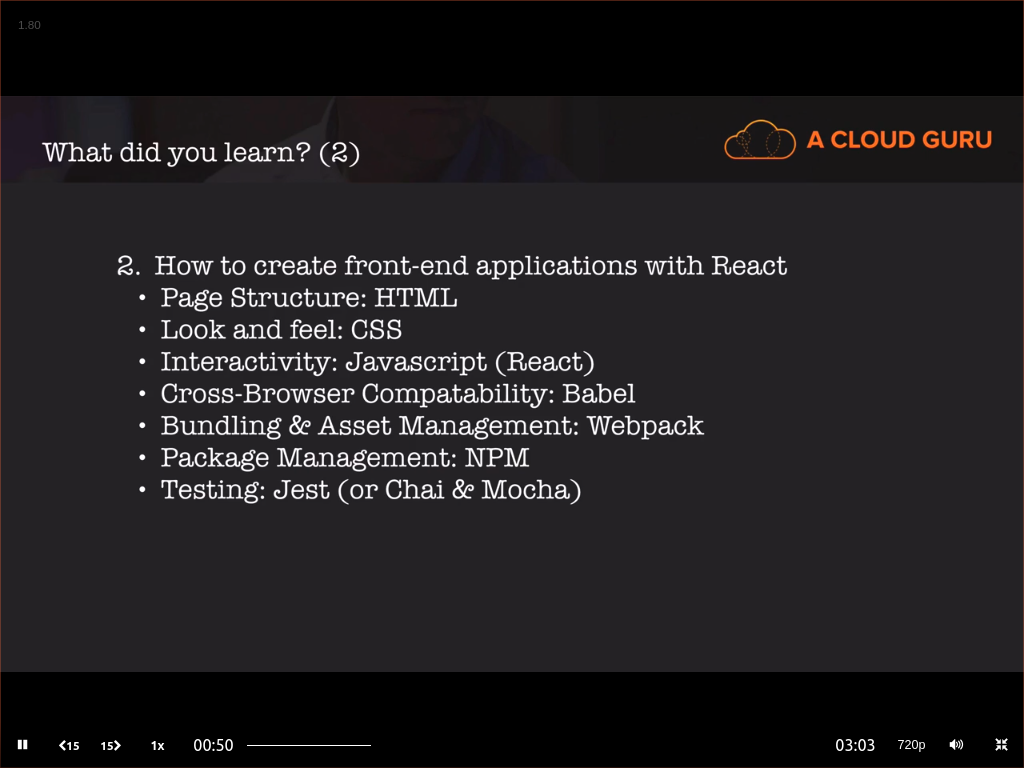 1.80
What did you learn? (2)
A CLOUD GURU
2. How to create front-end applications with React
• Page Structure: HTML
• Look and feel: CSS
• Interactivity: Javascript (React)
• Cross-Browser Compatability: Babel
• Bundling & Asset Management: Webpack
• Package Management: NPM
• Testing: Jest (or Chai & Mocha)
15 15 1x 00:50 03:03 720p